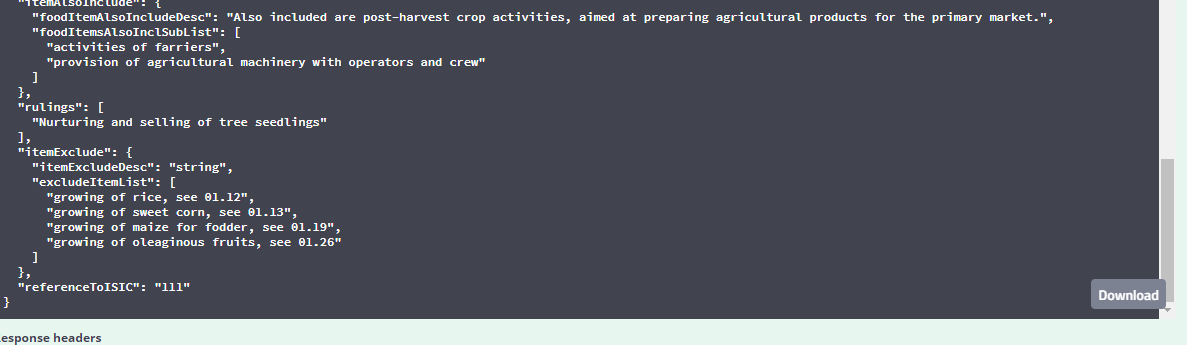 "itemAlsoInclude": {
"foodItemAlsoIncludeDesc": "Also included are post-harvest crop activities, aimed at preparing agricultural products for the primary market.",
"foodItemsAlsoInclSubList": [
"activities of farriers",
"provision of agricultural machinery with operators and crew"
]
},
"rulings": [
"Nurturing and selling of tree seedlings"
],
"itemExclude": {
"itemExcludeDesc": "string",
"excludeItemList": [
"growing of rice, see 01.12",
"growing of sweet corn, see 01.13",
"growing of maize for fodder, see 01.19",
"growing of oleaginous fruits, see 01.26"
]
},
"referenceToISIC": "111"
}
Download
esponse headers